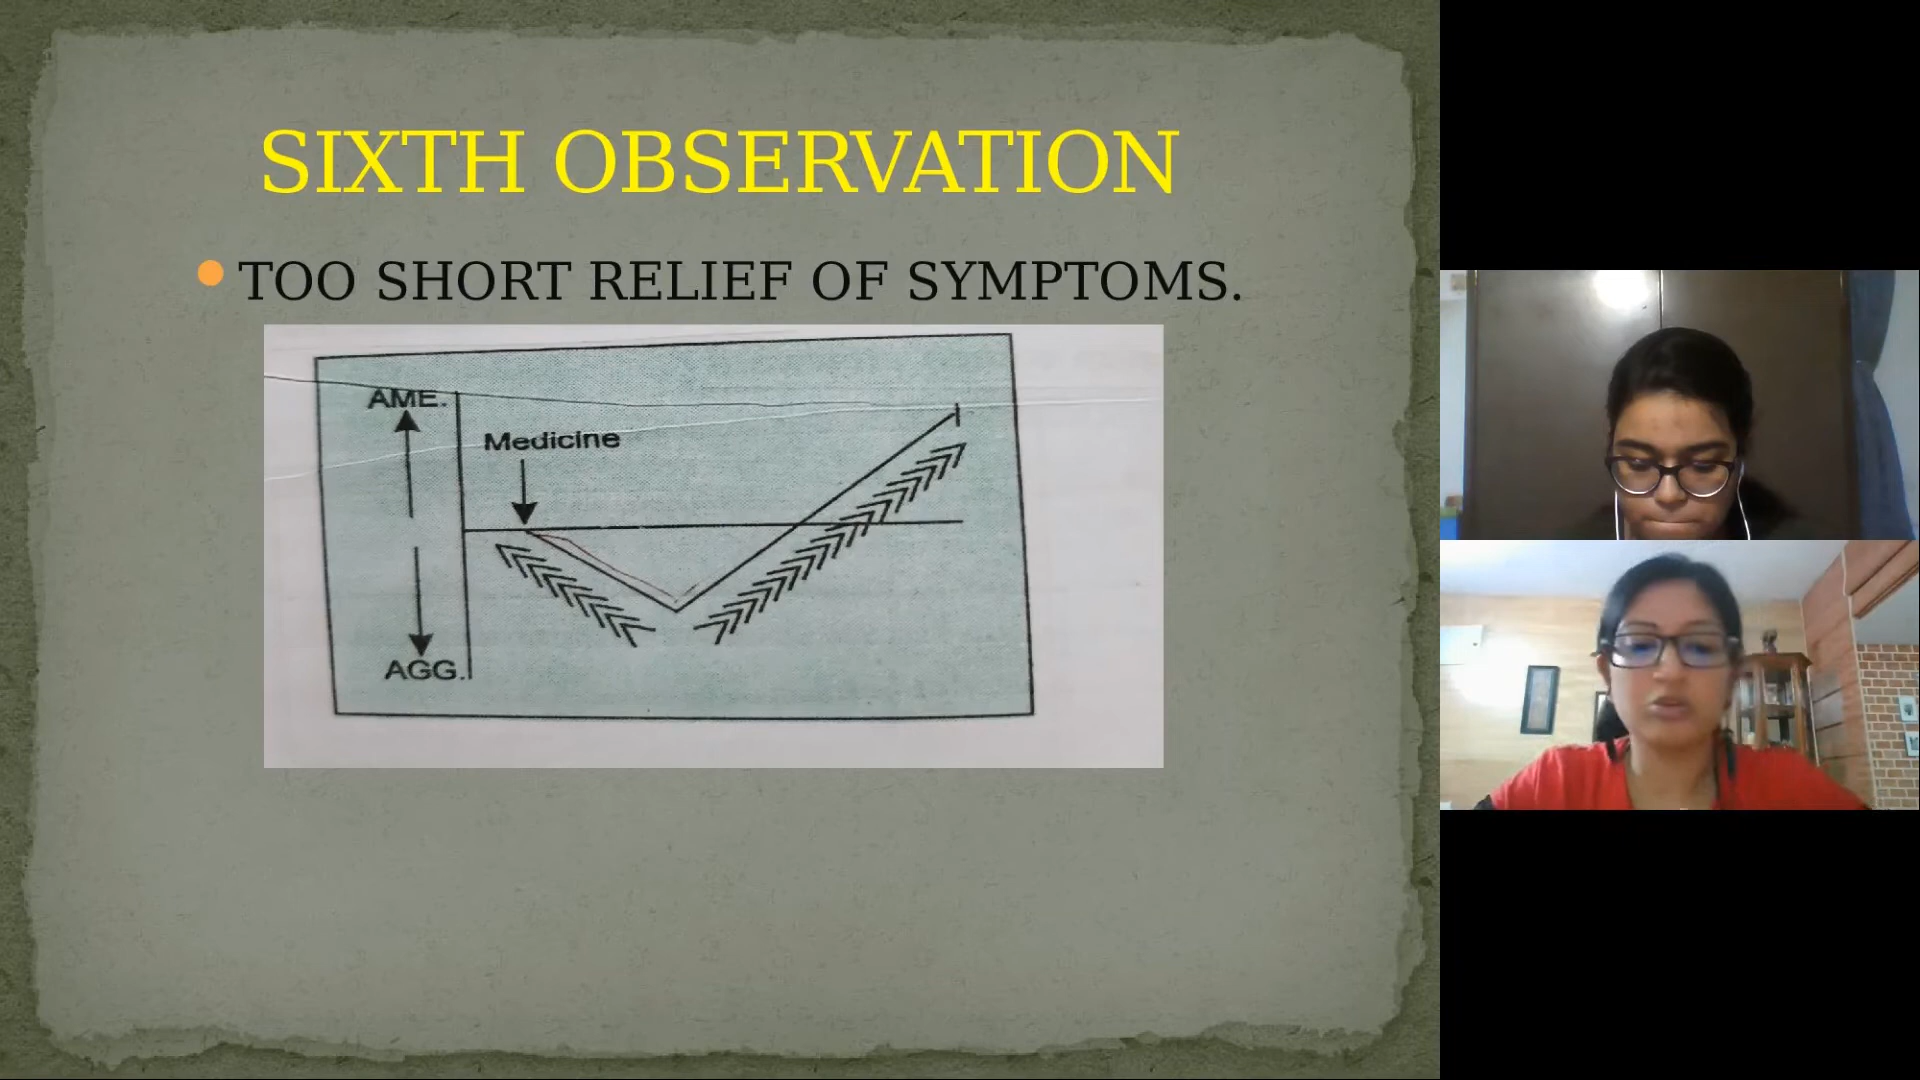 SIXTH OBSERVATION
TOO SHORT RELIEF OF SYMPTOMS.
AME.
Medicine
AGG.